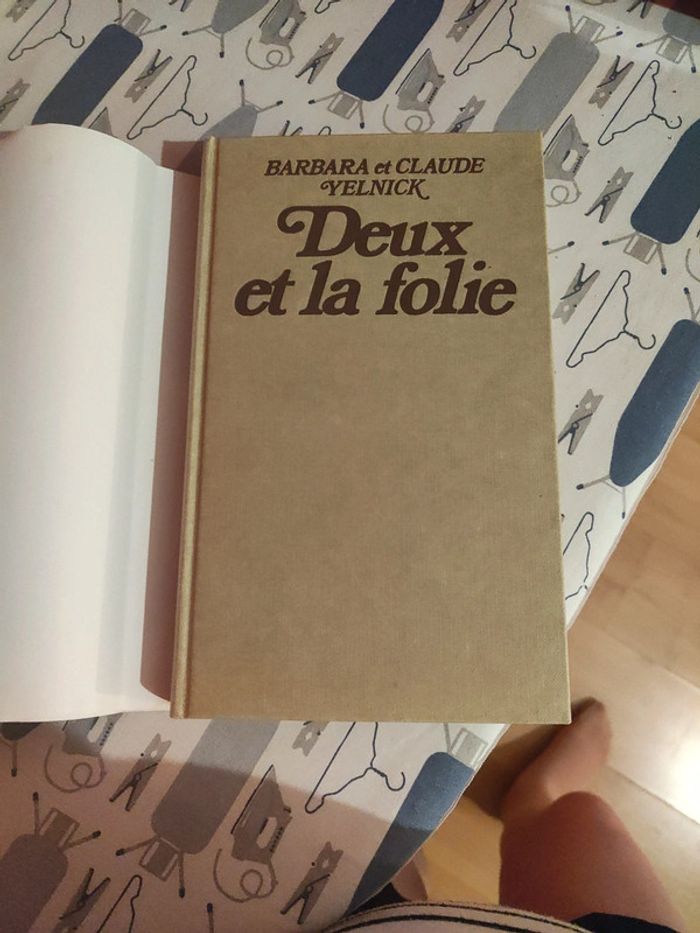 BARBARA et CLAUDE
YELNICK
Deux
et la folie